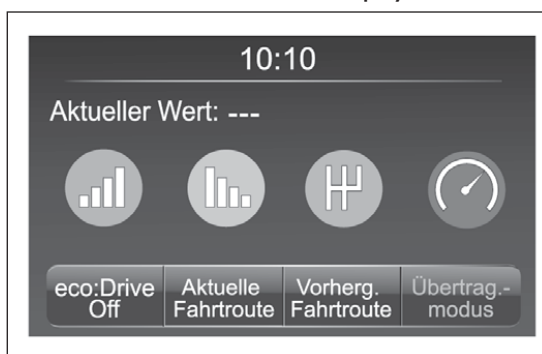 10:10
Aktueller Wert: ---
eco:Drive
Off
Aktuelle
Fahrtroute
Vorherg.
Fahrtroute
Übertrag.-
modus